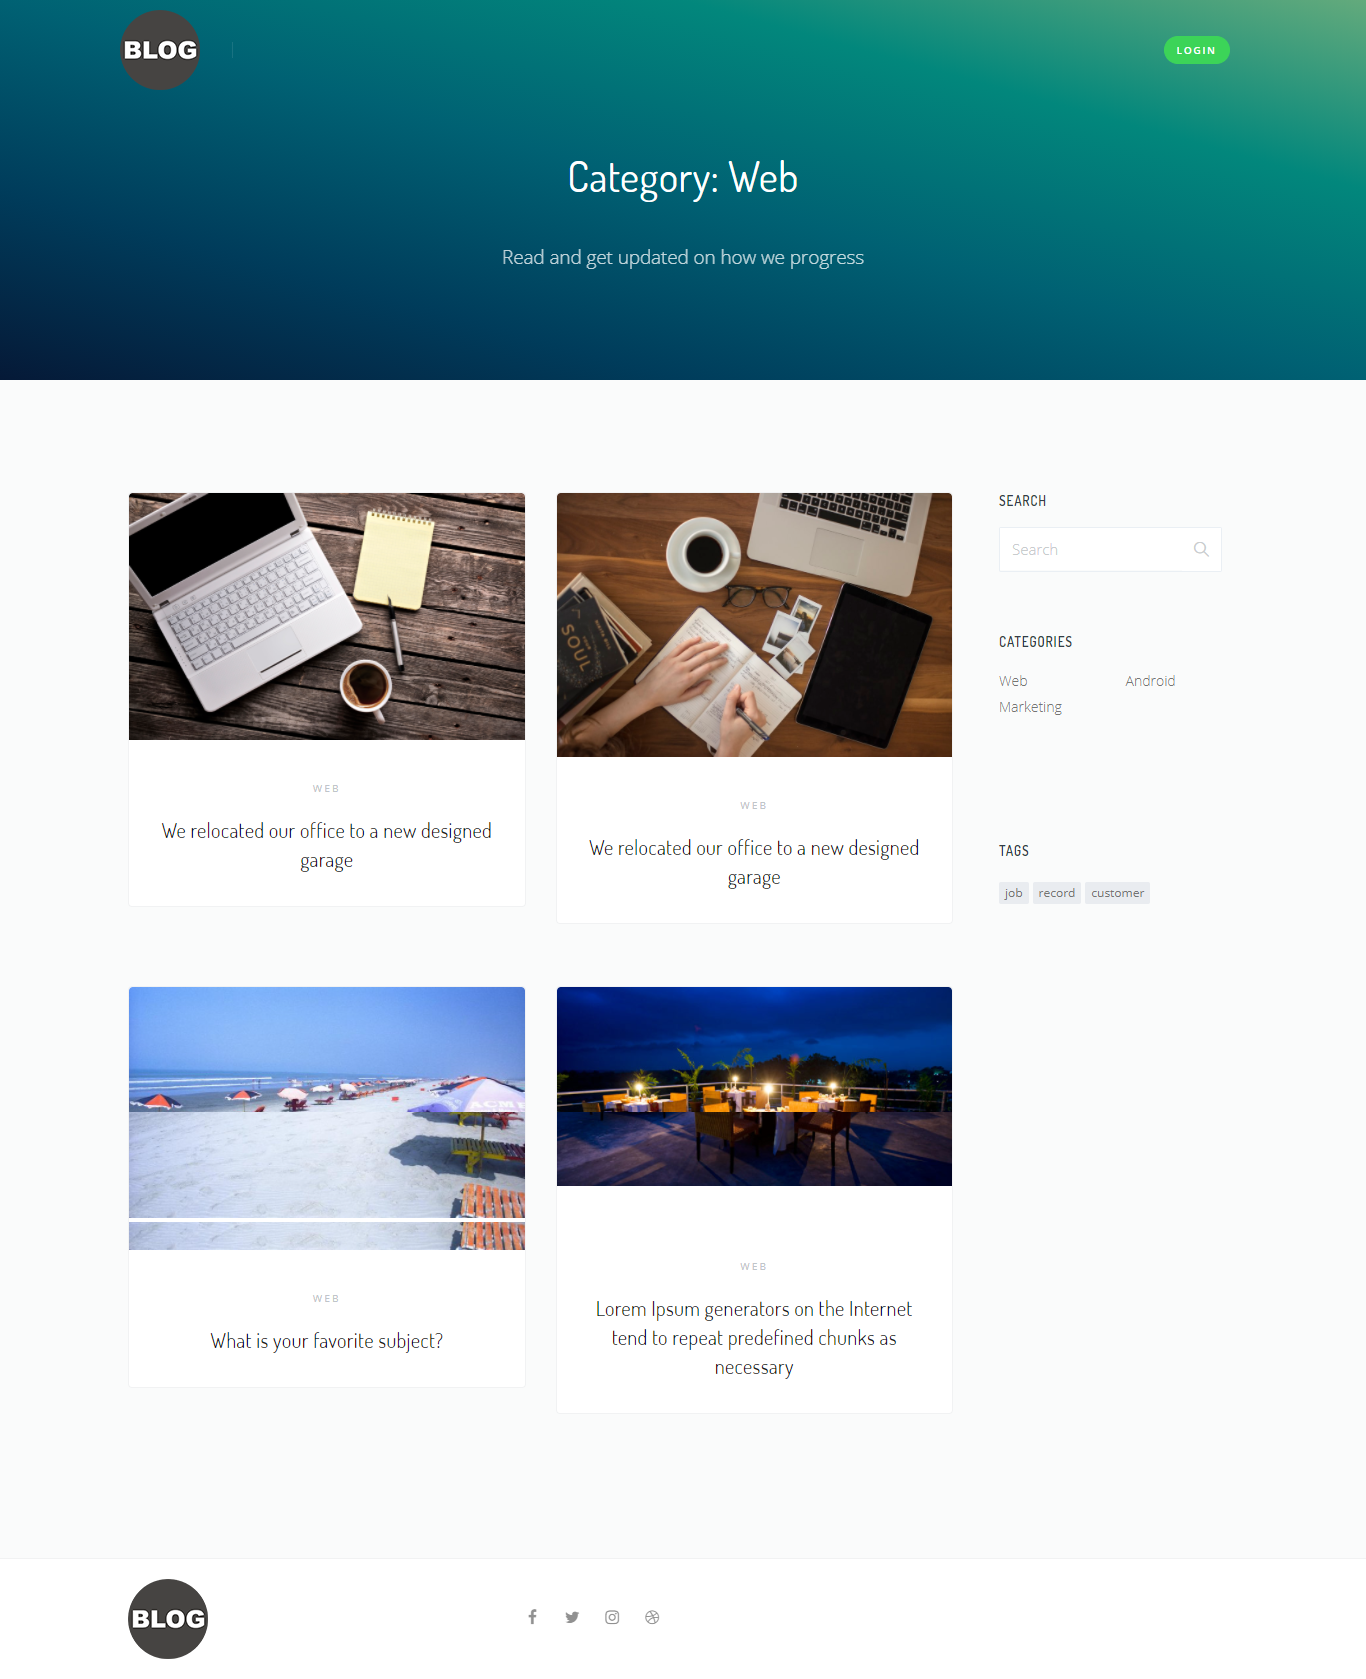 BLOG
LOGIN
Category: Web
Read and get updated on how we progress
SOUL
WEB
We relocated our office to a new designed
garage
WEB
We relocated our office to a new designed
garage
SEARCH
Search
CATEGORIES
Web
Android
Marketing
TAGS
job
record
customer
ACME
WEB
What is your favorite subject?
WEB
Lorem Ipsum generators on the Internet
tend to repeat predefined chunks as
necessary
BLOG